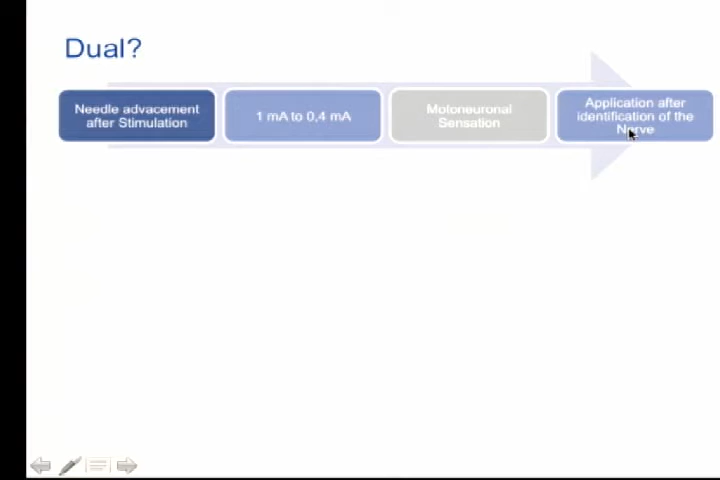 Dual?
Needle advacement
after Stimulation
1 mA to 0,4 mA
Motoneuronal
Sensation
Application after
identification of the
Nerve